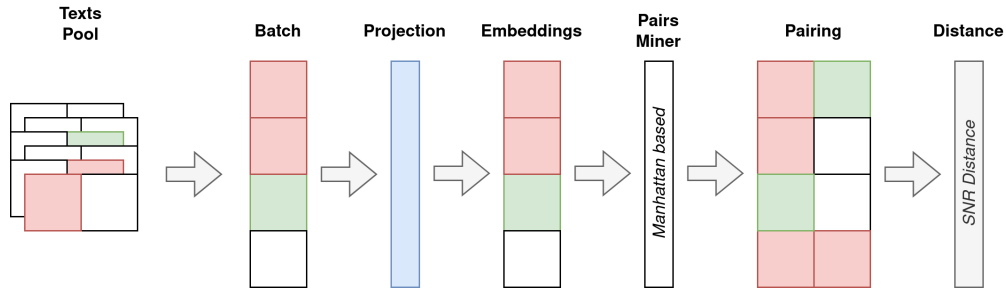 Texts
Pool
Batch
Projection
Embeddings
Pairs
Miner
Pairing
Distance
Manhattan based
SNR Distance